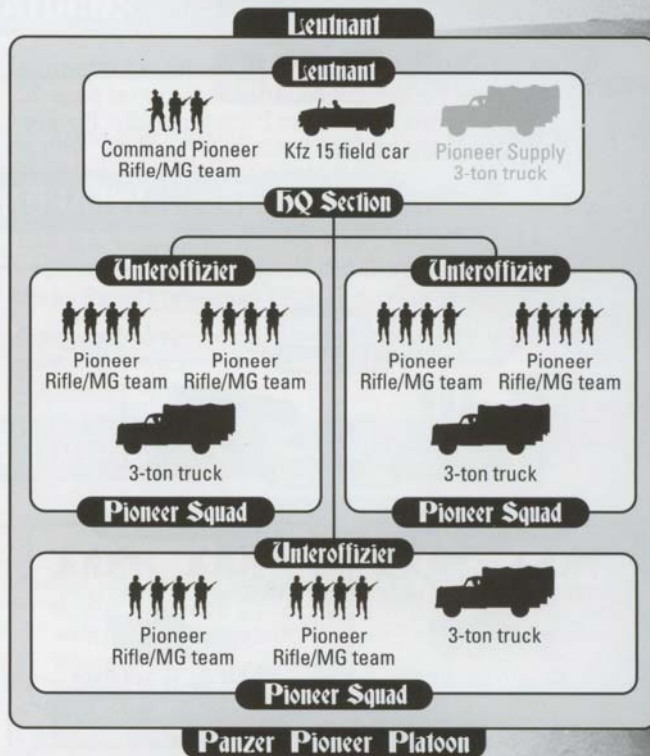 Leutnant
Leutnant
Command Pioneer
Rifle/MG team
Kfz 15 field car
Pioneer Supply
3-ton truck
HQ Section
Unteroffizier
Pioneer
Rifle/MG team
Pioneer
Rifle/MG team
3-ton truck
Pioneer Squad
Unteroffizier
Pioneer
Rifle/MG team
Pioneer
Rifle/MG team
3-ton truck
Pioneer Squad
Unteroffizier
Pioneer
Rifle/MG team
Pioneer
Rifle/MG team
3-ton truck
Pioneer Squad
Panzer Pioneer Platoon